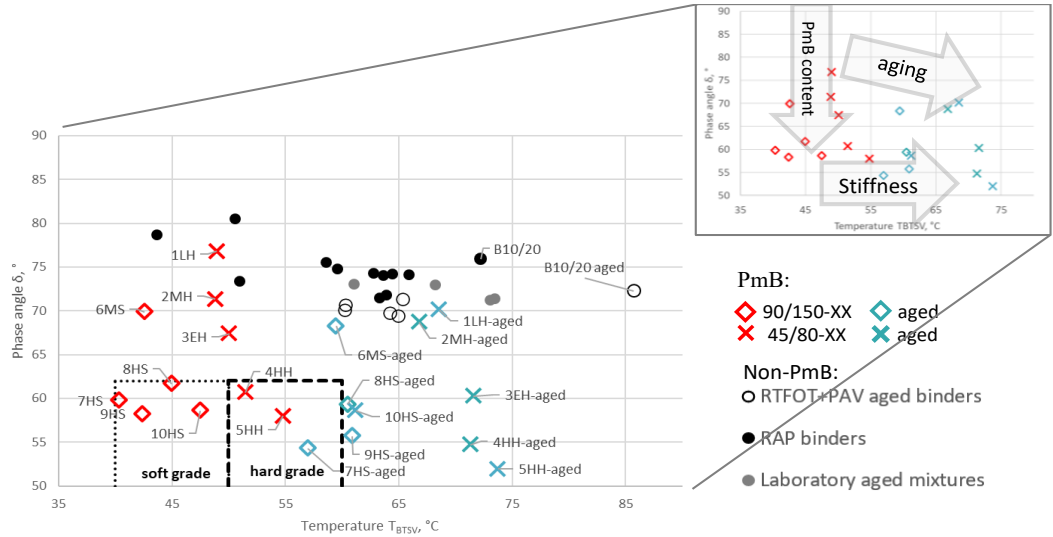 90
85
80
75
70
65
60
55
50
35
45
55
65
75
85
Phase angle δ, °
Temperature TBTSV, °C
1LH
2MH
6MS
3EH
8HS
4HH
7HS
9HS
10HS
5HH
soft grade
hard grade
B10/20
B10/20 aged
1LH-aged
2MH-aged
6MS-aged
8HS-aged
3EH-aged
10HS-aged
9HS-aged
4HH-aged
7HS-aged
5HH-aged
90
85
80
75
70
65
60
55
50
35
45
55
65
75
Phase angle δ, °
Temperature TBTSV, °C
PmB content
aging
Stiffness
PmB:
90/150-XX aged
45/80-XX aged
Non-PmB:
RTFOT+PAV aged binders
RAP binders
Laboratory aged mixtures